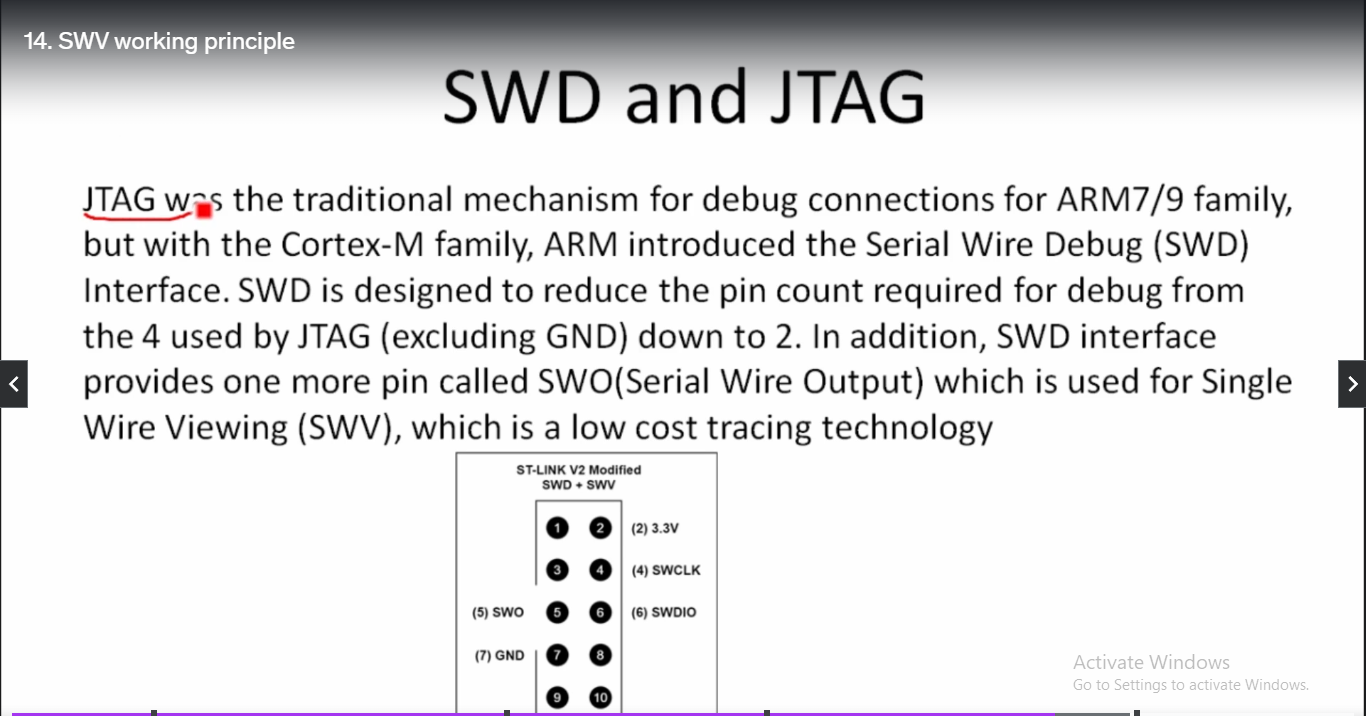 14. SWV working principle
SWD and JTAG
JTAG was the traditional mechanism for debug connections for ARM7/9 family,
but with the Cortex-M family, ARM introduced the Serial Wire Debug (SWD)
Interface. SWD is designed to reduce the pin count required for debug from
the 4 used by JTAG (excluding GND) down to 2. In addition, SWD interface
provides one more pin called SWO(Serial Wire Output) which is used for Single
Wire Viewing (SWV), which is a low cost tracing technology
ST-LINK V2 Modified
SWD + SWV
1 2 (2) 3.3V
3 4 (4) SWCLK
(5) SWO 5 6 (6) SWDIO
(7) GND 7 8
9 10
Activate Windows
Go to Settings to activate Windows.